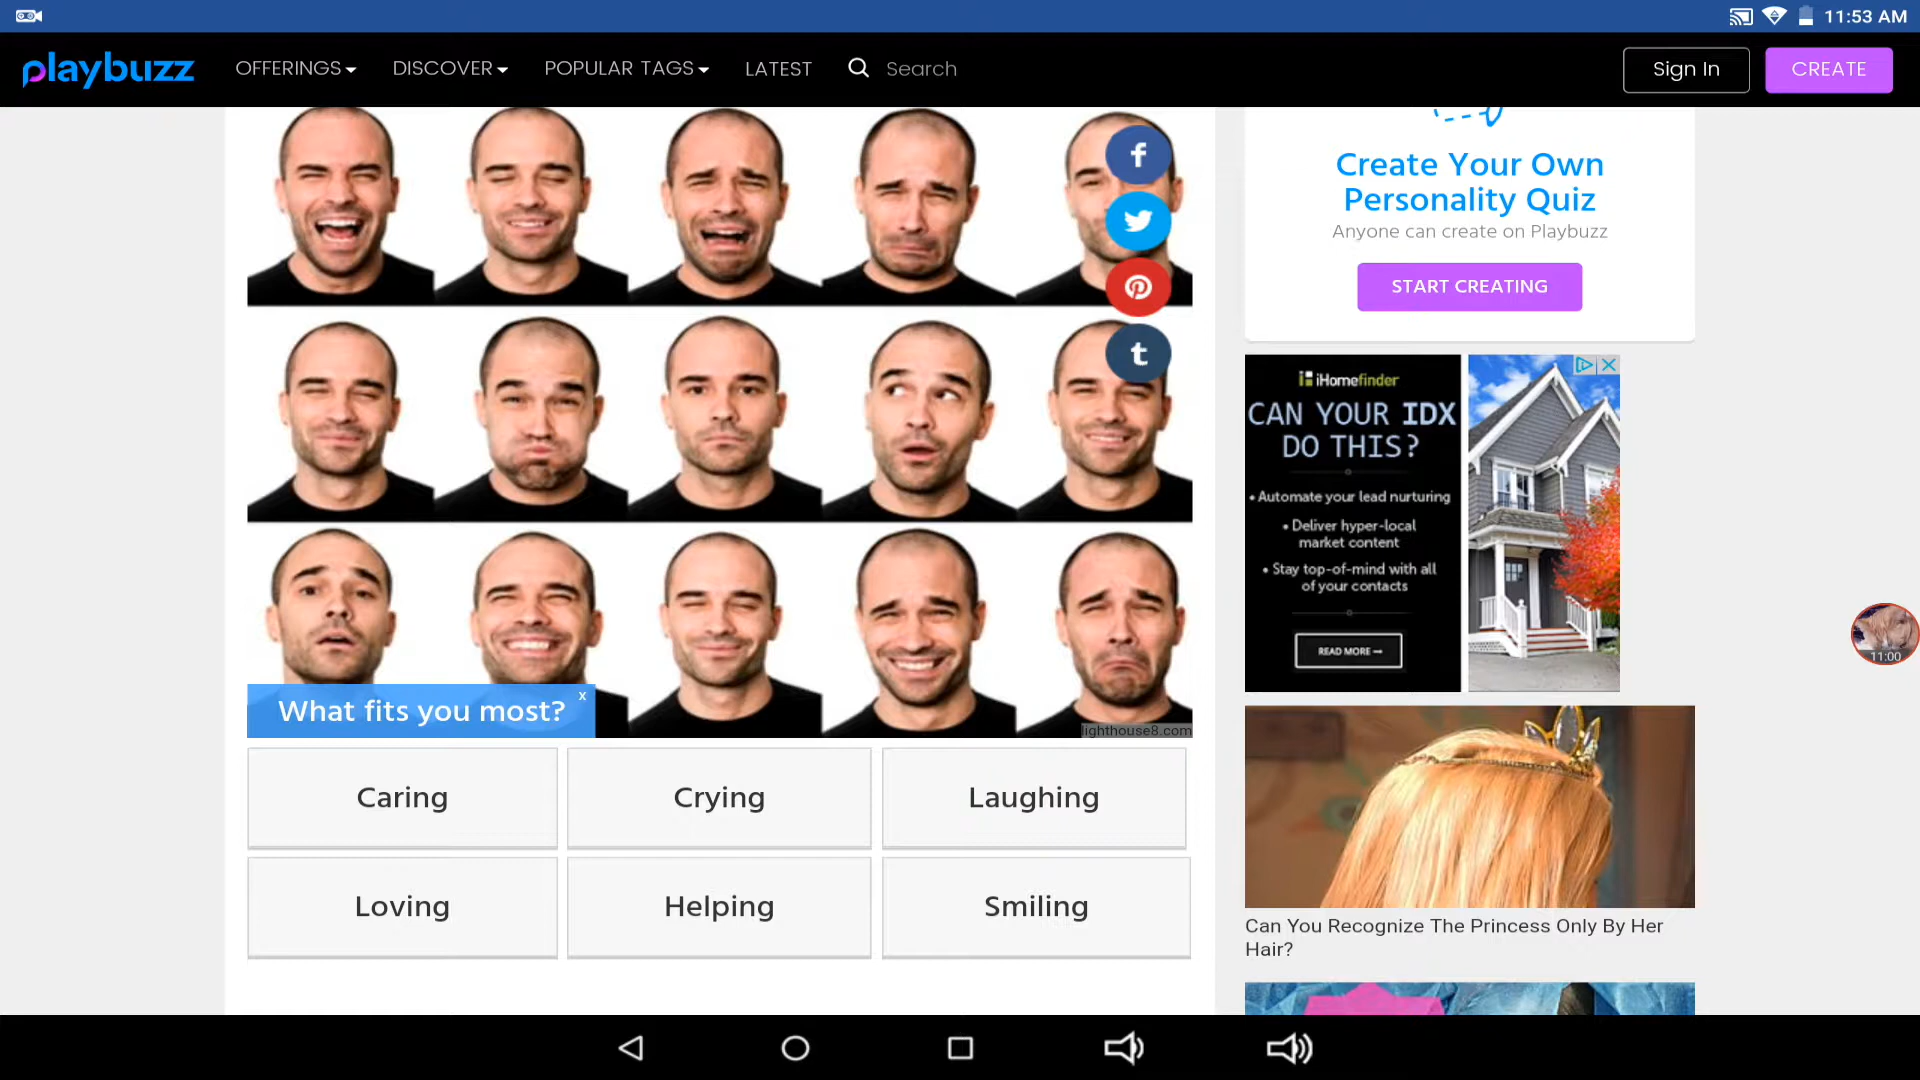 11:53 AM
playbuzz
OFFERINGS
DISCOVER
POPULAR TAGS
LATEST
Search
Sign In
CREATE
f
t
What fits you most?
x
lighthouse8.com
Caring
Crying
Laughing
Loving
Helping
Smiling
Create Your Own
Personality Quiz
Anyone can create on Playbuzz
START CREATING
iHomefinder
CAN YOUR IDX
DO THIS?
• Automate your lead nurturing
• Deliver hyper-local
market content
• Stay top-of-mind with all
of your contacts
READ MORE
11:00
Can You Recognize The Princess Only By Her
Hair?